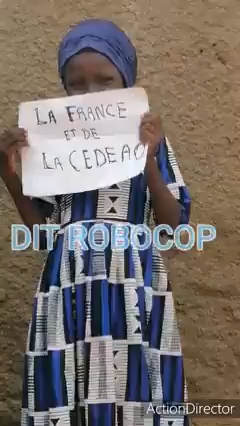 LA FRANCE
ET DE
LA CEDEAO
DIT ROBOCOP
ActionDirector